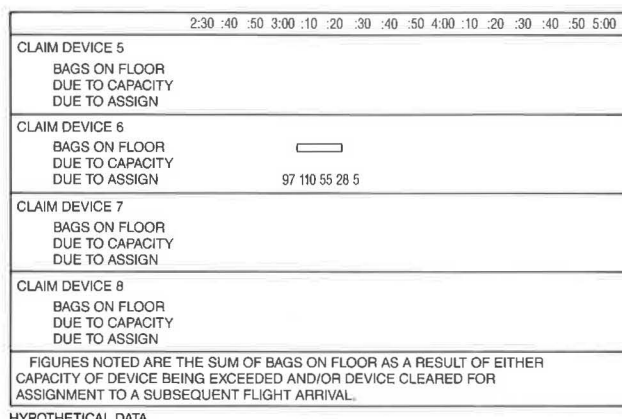 2:30 :40 :50 3:00 :10 :20 :30 :40 :50 4:00 :10 :20 :30 :40 :50 5:00
CLAIM DEVICE 5
BAGS ON FLOOR
DUE TO CAPACITY
DUE TO ASSIGN
CLAIM DEVICE 6
BAGS ON FLOOR
DUE TO CAPACITY
DUE TO ASSIGN 97 110 55 28 5
CLAIM DEVICE 7
BAGS ON FLOOR
DUE TO CAPACITY
DUE TO ASSIGN
CLAIM DEVICE 8
BAGS ON FLOOR
DUE TO CAPACITY
DUE TO ASSIGN
FIGURES NOTED ARE THE SUM OF BAGS ON FLOOR AS A RESULT OF EITHER
CAPACITY OF DEVICE BEING EXCEEDED AND/OR DEVICE CLEARED FOR
ASSIGNMENT TO A SUBSEQUENT FLIGHT ARRIVAL.
HYPOTHETICAL DATA